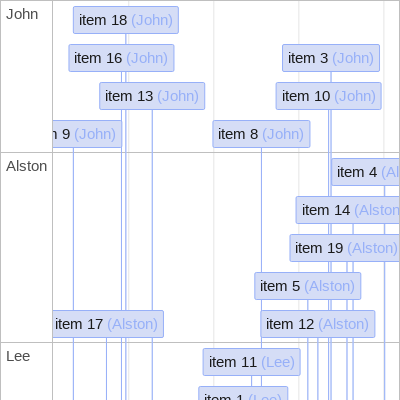 John
item 18 (John)
item 16 (John)
item 3 (John)
item 13 (John)
item 10 (John)
9 (John)
item 8 (John)
Alston
item 4 (Al
item 14 (Alston
item 19 (Alston)
item 5 (Alston)
item 17 (Alston)
item 12 (Alston)
Lee
item 11 (Lee)
item 1 (Lee)